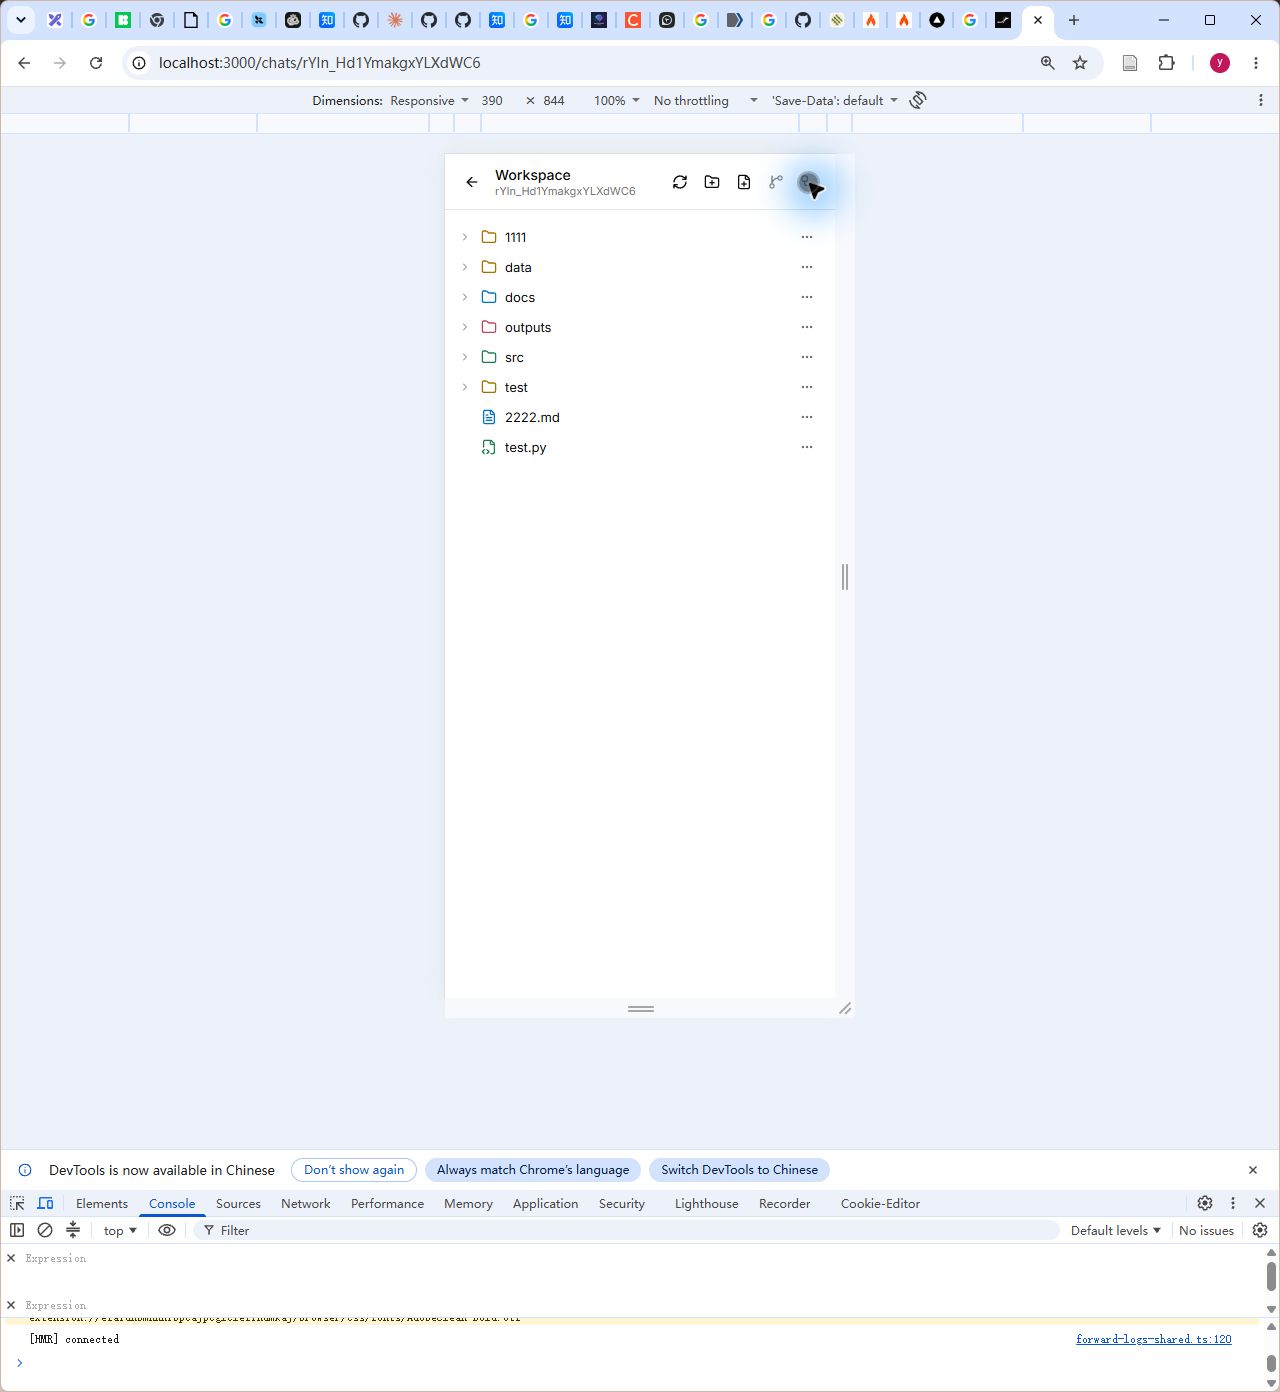 localhost:3000/chats/rYIn_Hd1YmakgxYLXdWC6
Dimensions: Responsive 390 × 844 100% No throttling 'Save-Data': default
Workspace
rYIn_Hd1YmakgxYLXdWC6
1111
data
docs
outputs
src
test
2222.md
test.py
DevTools is now available in Chinese Don't show again Always match Chrome's language Switch DevTools to Chinese
Elements Console Sources Network Performance Memory Application Security Lighthouse Recorder Cookie-Editor
top Filter Default levels No issues
Expression
Expression
[HMR] connected forward-logs-shared.ts:120